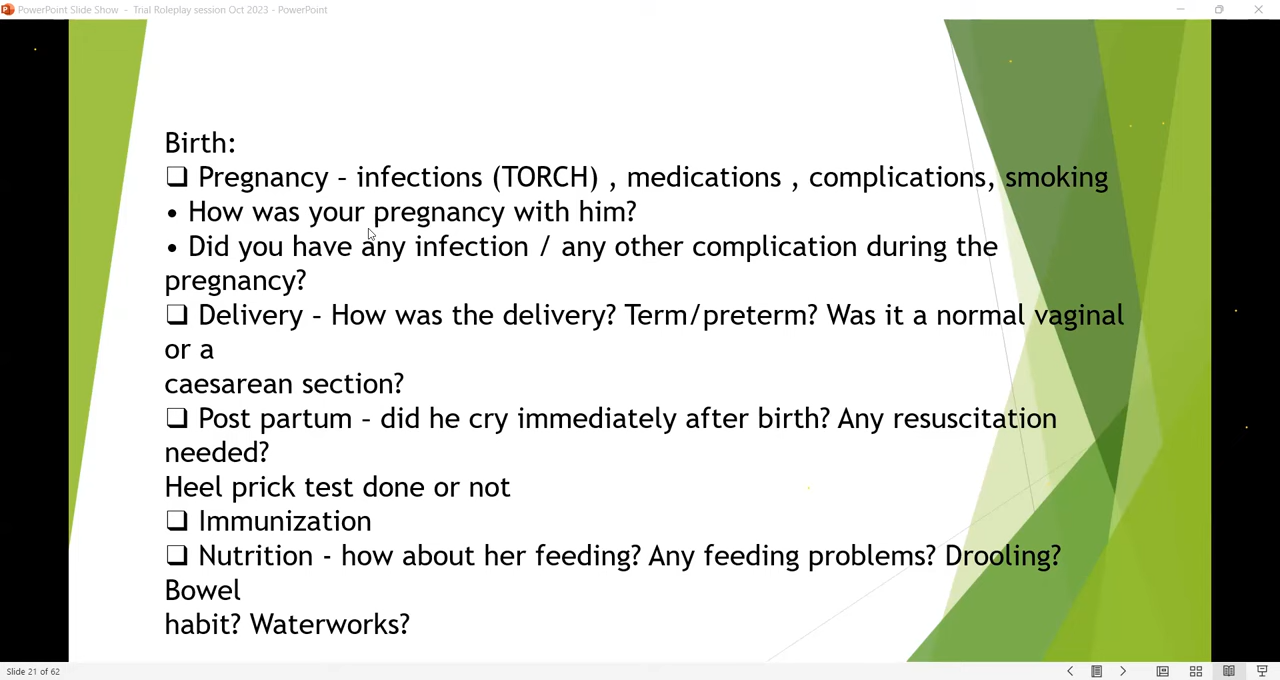 PowerPoint Slide Show - Trial Roleplay session Oct 2023 - PowerPoint
Birth:
❑ Pregnancy – infections (TORCH) , medications , complications, smoking
• How was your pregnancy with him?
• Did you have any infection / any other complication during the
pregnancy?
❑ Delivery – How was the delivery? Term/preterm? Was it a normal vaginal
or a
caesarean section?
❑ Post partum – did he cry immediately after birth? Any resuscitation
needed?
Heel prick test done or not
❑ Immunization
❑ Nutrition - how about her feeding? Any feeding problems? Drooling?
Bowel
habit? Waterworks?
Slide 21 of 62